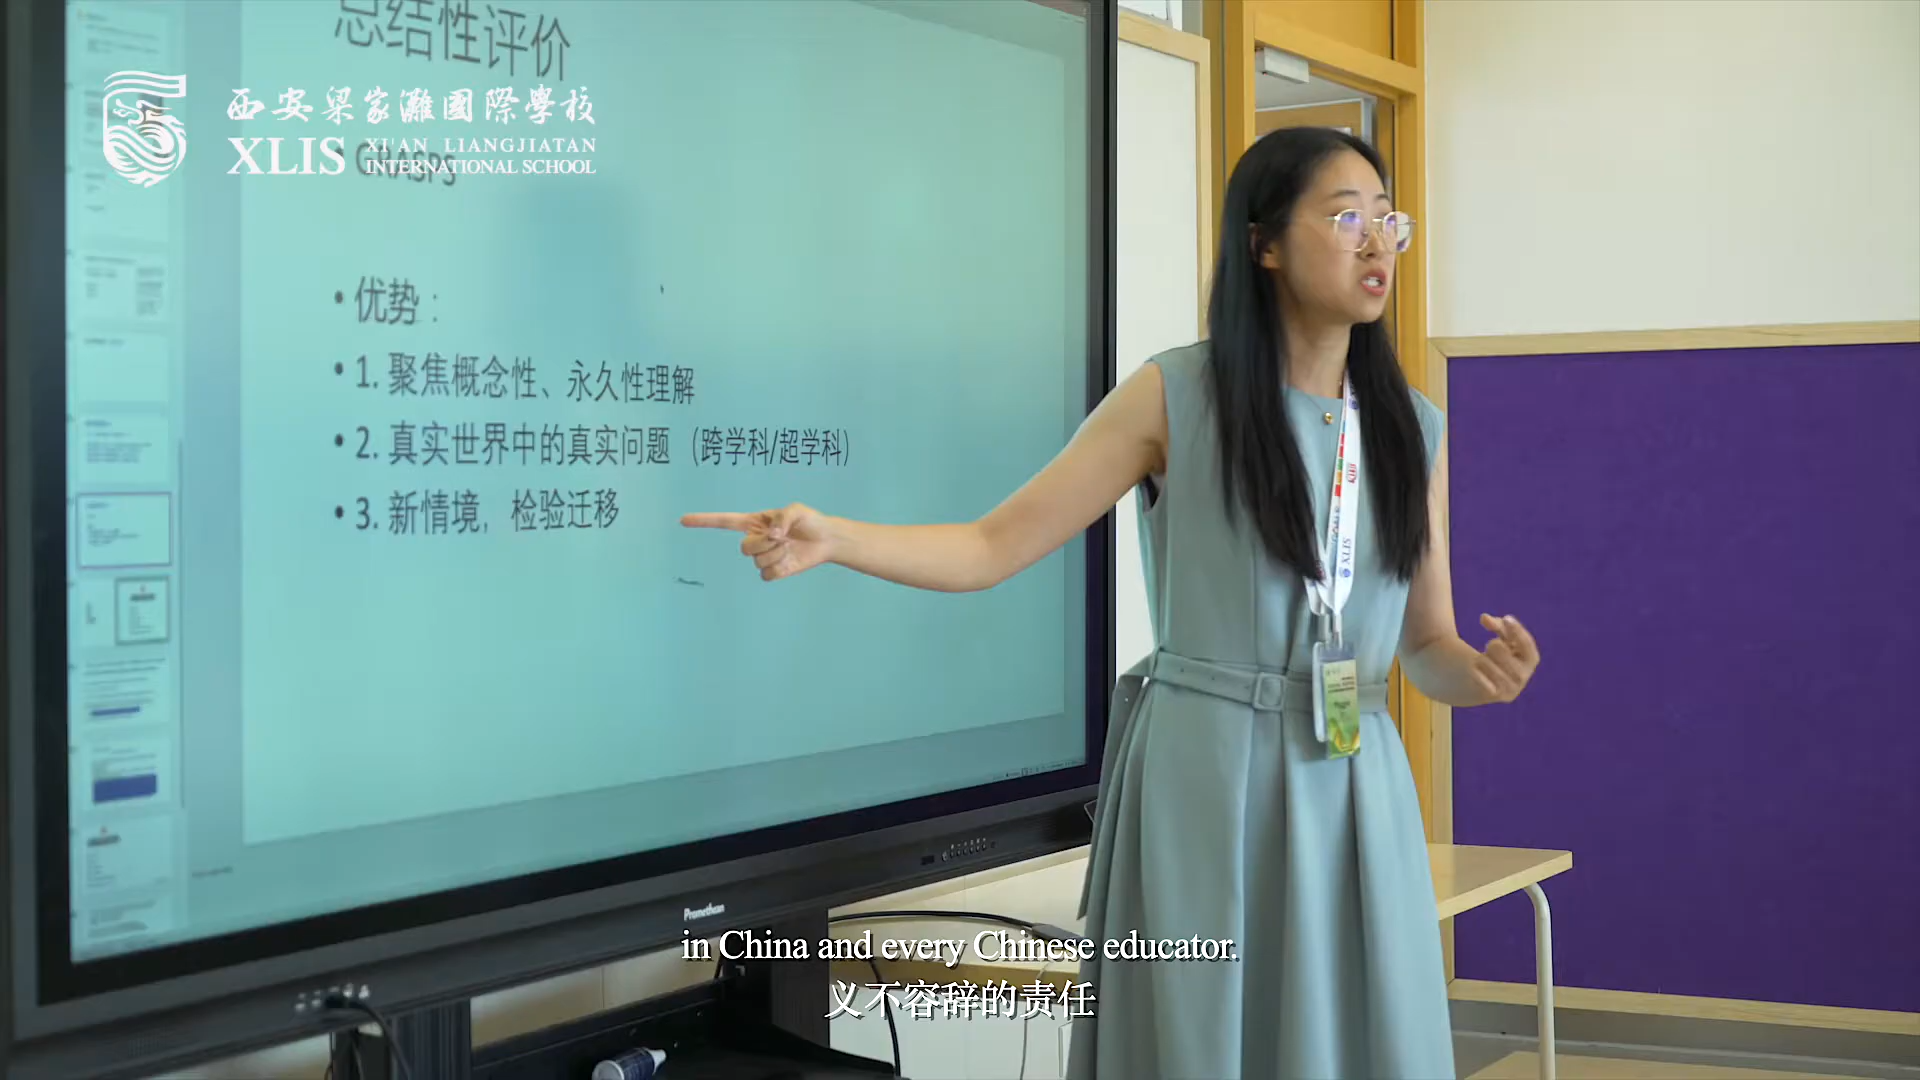 总结性评价
西安梁家滩國際學校
XLIS XI'AN LIANGJIATAN
INTERNATIONAL SCHOOL
GRASPS
• 优势：
• 1. 聚焦概念性、永久性理解
• 2. 真实世界中的真实问题（跨学科/超学科）
• 3. 新情境，检验迁移
XLIS
Promethean
in China and every Chinese educator.
义不容辞的责任